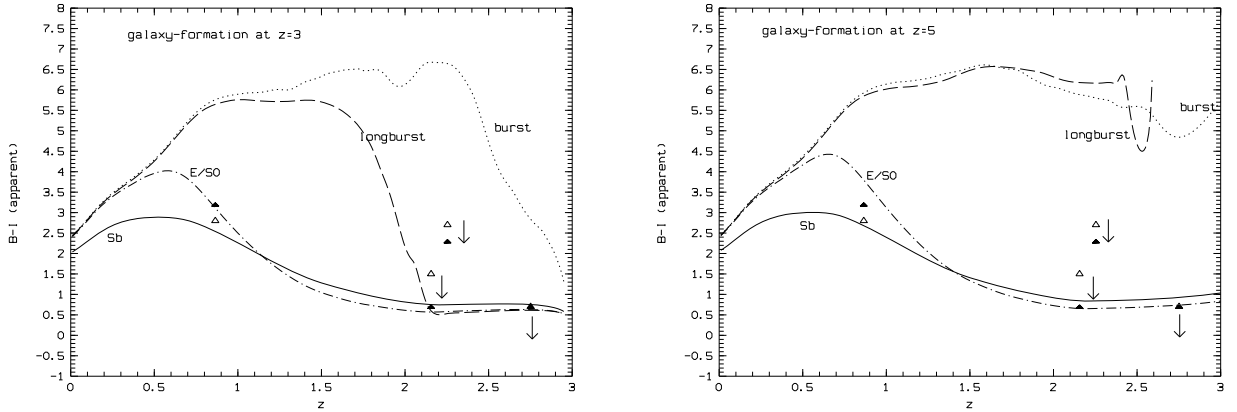 galaxy-formation at z=3
8
7.5
7
6.5
6
5.5
5
4.5
4
3.5
3
2.5
2
1.5
1
0.5
0
-0.5
-1
B-I (apparent)
burst
longburst
E/SO
Sb
0 0.5 1 1.5 2 2.5 3
z
galaxy-formation at z=5
8
7.5
7
6.5
6
5.5
5
4.5
4
3.5
3
2.5
2
1.5
1
0.5
0
-0.5
-1
B-I (apparent)
burst
longburst
E/SO
Sb
0 0.5 1 1.5 2 2.5 3
z